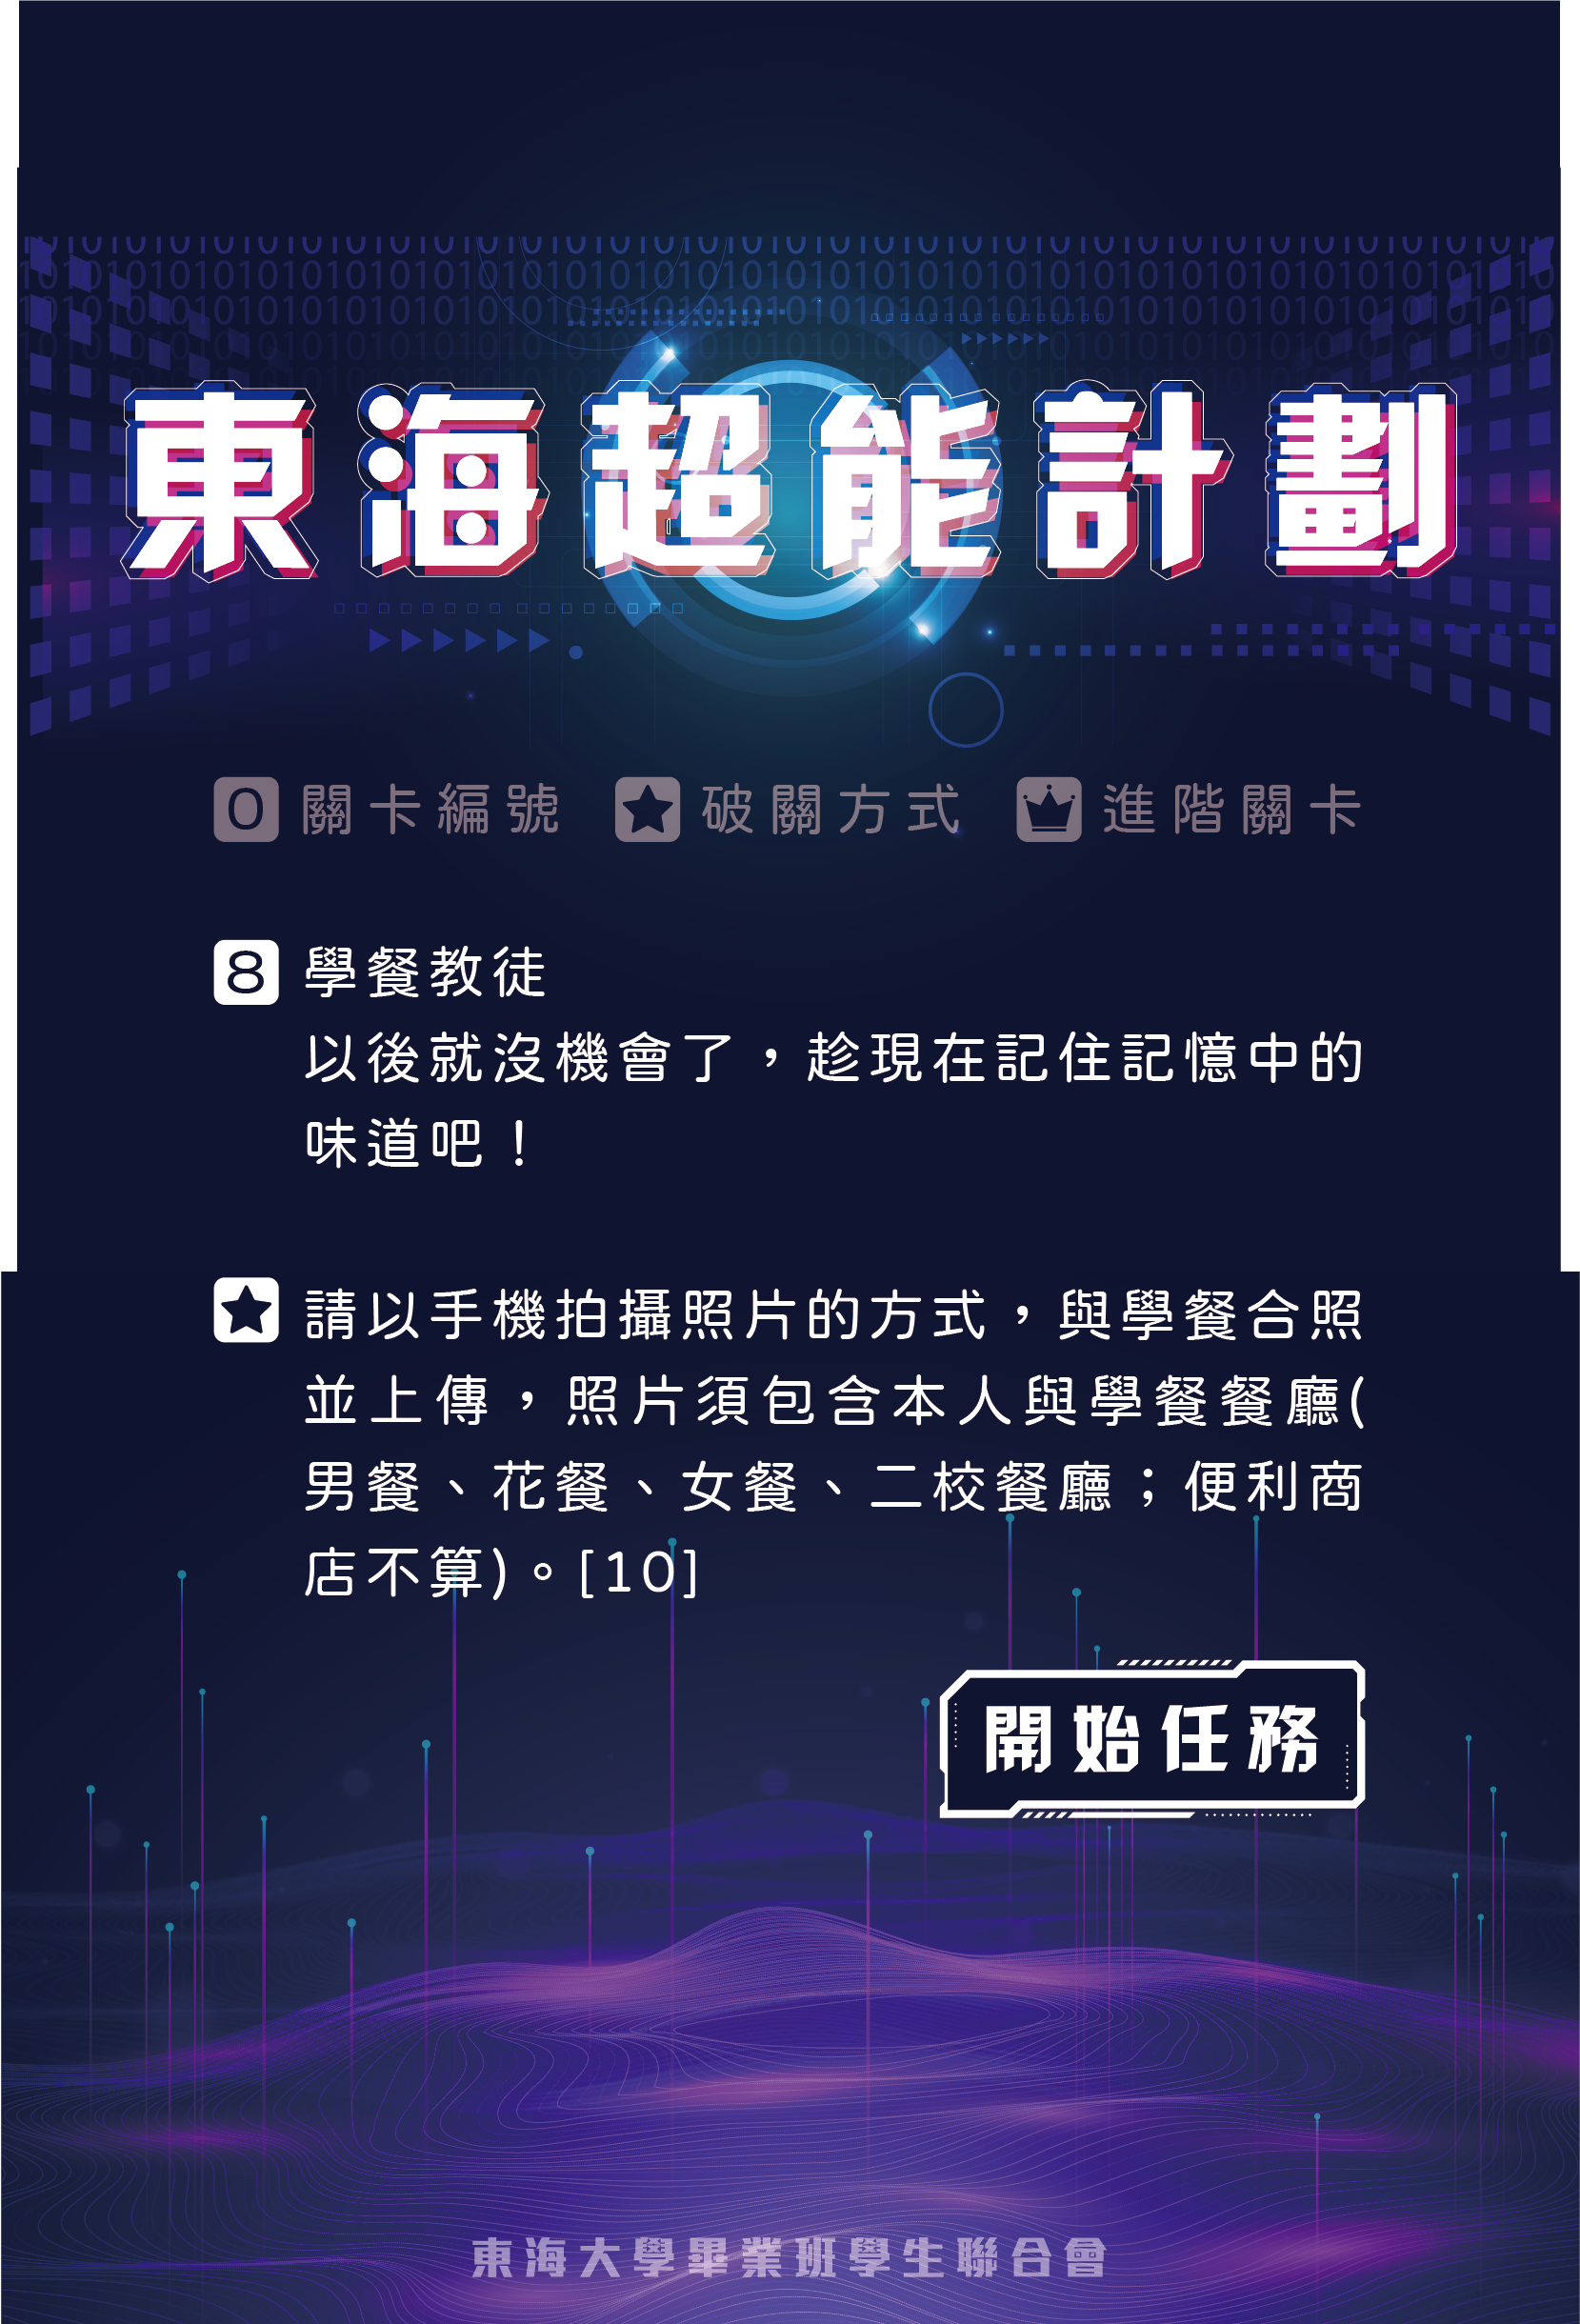 東海超能計劃
0 關卡編號 ★ 破關方式 進階關卡
8 學餐教徒
以後就沒機會了，趁現在記住記憶中的
味道吧！
★ 請以手機拍攝照片的方式，與學餐合照
並上傳，照片須包含本人與學餐餐廳(
男餐、花餐、女餐、二校餐廳；便利商
店不算)。[10]
開始任務
東海大學畢業班學生聯合會